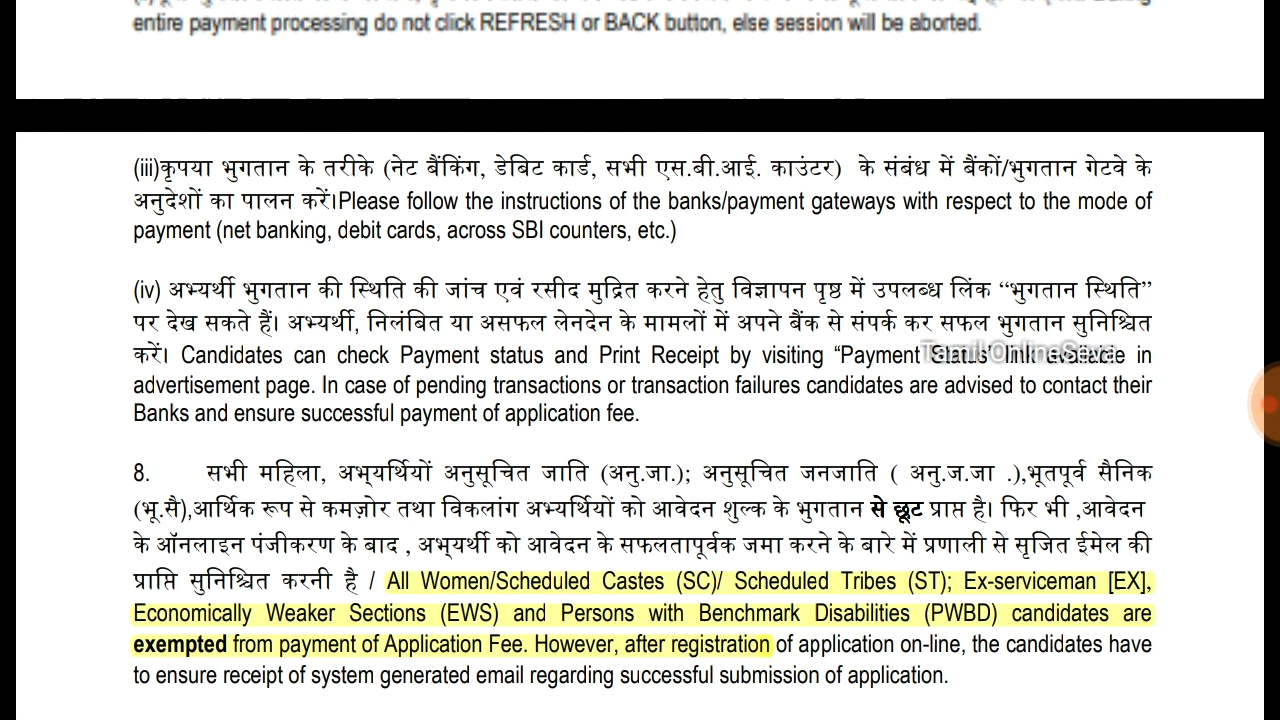 entire payment processing do not click REFRESH or BACK button, else session will be aborted.
(iii)कृपया भुगतान के तरीके (नेट बैंकिंग, डेबिट कार्ड, सभी एस.बी.आई. काउंटर) के संबंध में बैंकों/भुगतान गेटवे के
अनुदेशों का पालन करें।Please follow the instructions of the banks/payment gateways with respect to the mode of
payment (net banking, debit cards, across SBI counters, etc.)
(iv) अभ्यर्थी भुगतान की स्थिति की जांच एवं रसीद मुद्रित करने हेतु विज्ञापन पृष्ठ में उपलब्ध लिंक “भुगतान स्थिति”
पर देख सकते हैं। अभ्यर्थी, निलंबित या असफल लेनदेन के मामलों में अपने बैंक से संपर्क कर सफल भुगतान सुनिश्चित
करें। Candidates can check Payment status and Print Receipt by visiting “Payment Status” link available in
advertisement page. In case of pending transactions or transaction failures candidates are advised to contact their
Banks and ensure successful payment of application fee.
8. सभी महिला, अभ्यर्थियों अनुसूचित जाति (अनु.जा.); अनुसूचित जनजाति ( अनु.ज.जा .),भूतपूर्व सैनिक
(भू.सै),आर्थिक रूप से कमज़ोर तथा विकलांग अभ्यर्थियों को आवेदन शुल्क के भुगतान से छूट प्राप्त है। फिर भी ,आवेदन
के ऑनलाइन पंजीकरण के बाद , अभ्यर्थी को आवेदन के सफलतापूर्वक जमा करने के बारे में प्रणाली से सृजित ईमेल की
प्राप्ति सुनिश्चित करनी है / All Women/Scheduled Castes (SC)/ Scheduled Tribes (ST); Ex-serviceman [EX],
Economically Weaker Sections (EWS) and Persons with Benchmark Disabilities (PWBD) candidates are
exempted from payment of Application Fee. However, after registration of application on-line, the candidates have
to ensure receipt of system generated email regarding successful submission of application.